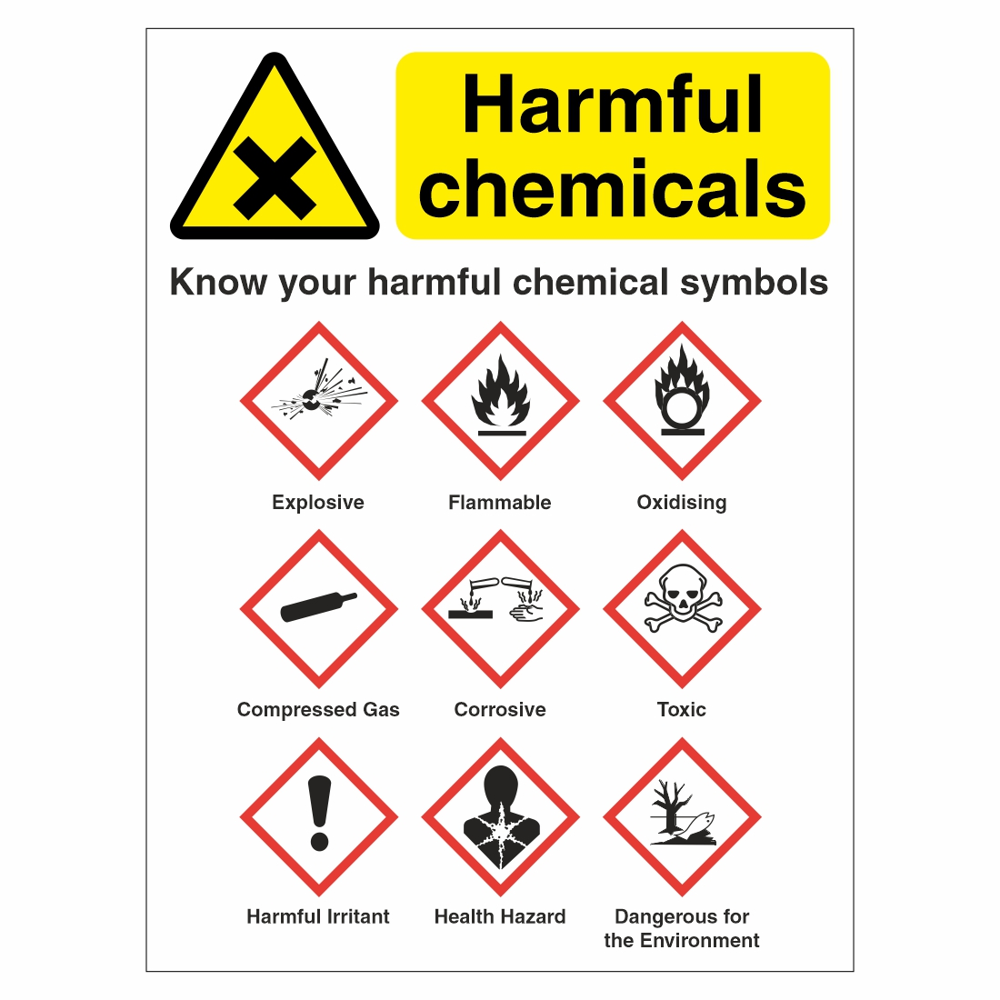 Harmful
chemicals
Know your harmful chemical symbols
Explosive
Flammable
Oxidising
Compressed Gas
Corrosive
Toxic
Harmful Irritant
Health Hazard
Dangerous for
the Environment